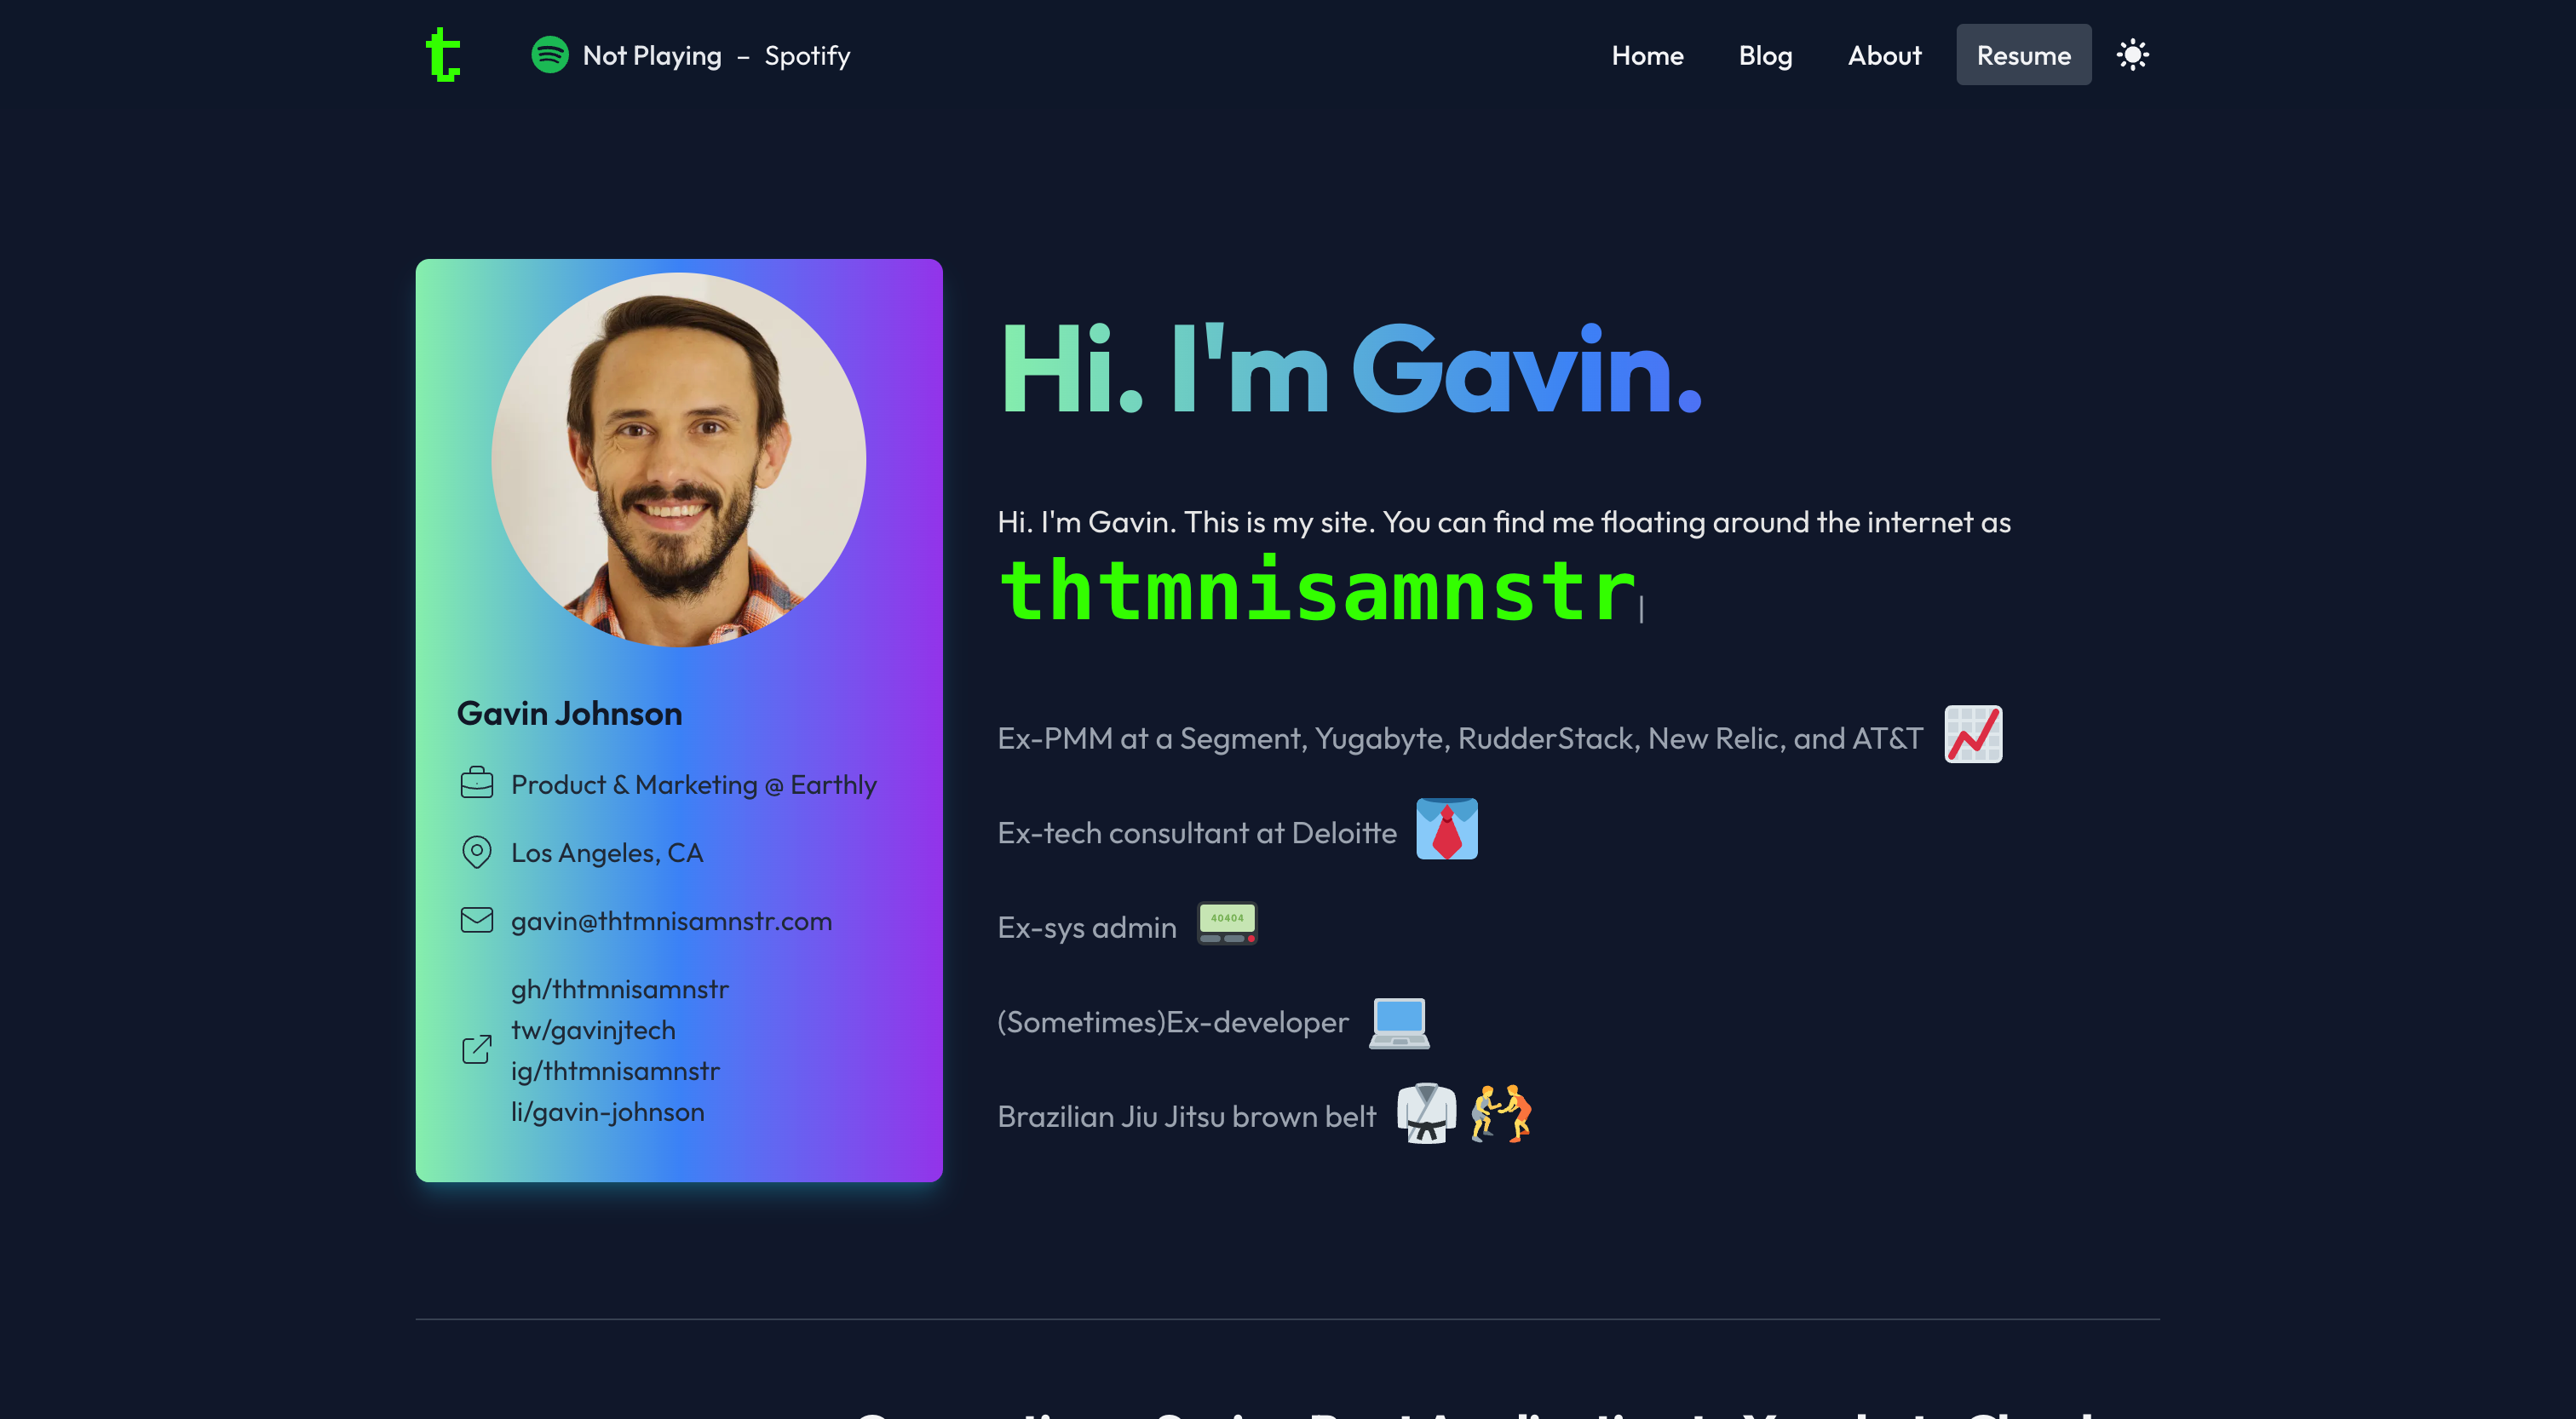 t
Not Playing – Spotify
Home
Blog
About
Resume
Hi. I'm Gavin.
Hi. I'm Gavin. This is my site. You can find me floating around the internet as
thtmnisamnstr|
Gavin Johnson
Product & Marketing @ Earthly
Los Angeles, CA
gavin@thtmnisamnstr.com
gh/thtmnisamnstr
tw/gavinjtech
ig/thtmnisamnstr
li/gavin-johnson
Ex-PMM at a Segment, Yugabyte, RudderStack, New Relic, and AT&T
Ex-tech consultant at Deloitte
Ex-sys admin
40404
(Sometimes)Ex-developer
Brazilian Jiu Jitsu brown belt